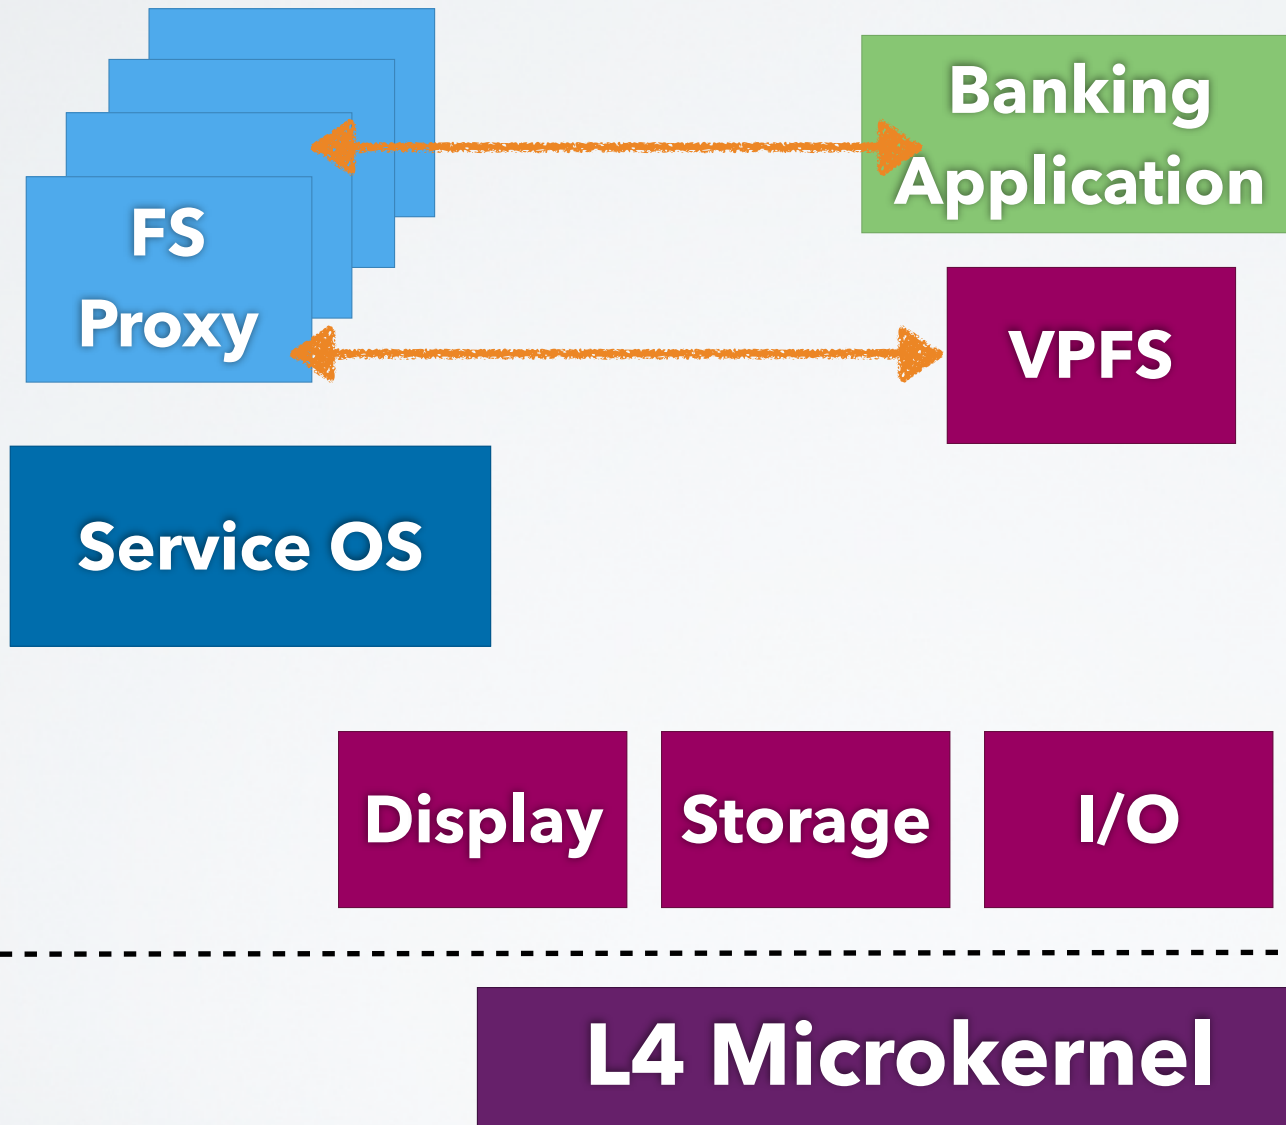 Banking
Application
FS
Proxy
VPFS
Service OS
Display
Storage
I/O
L4 Microkernel